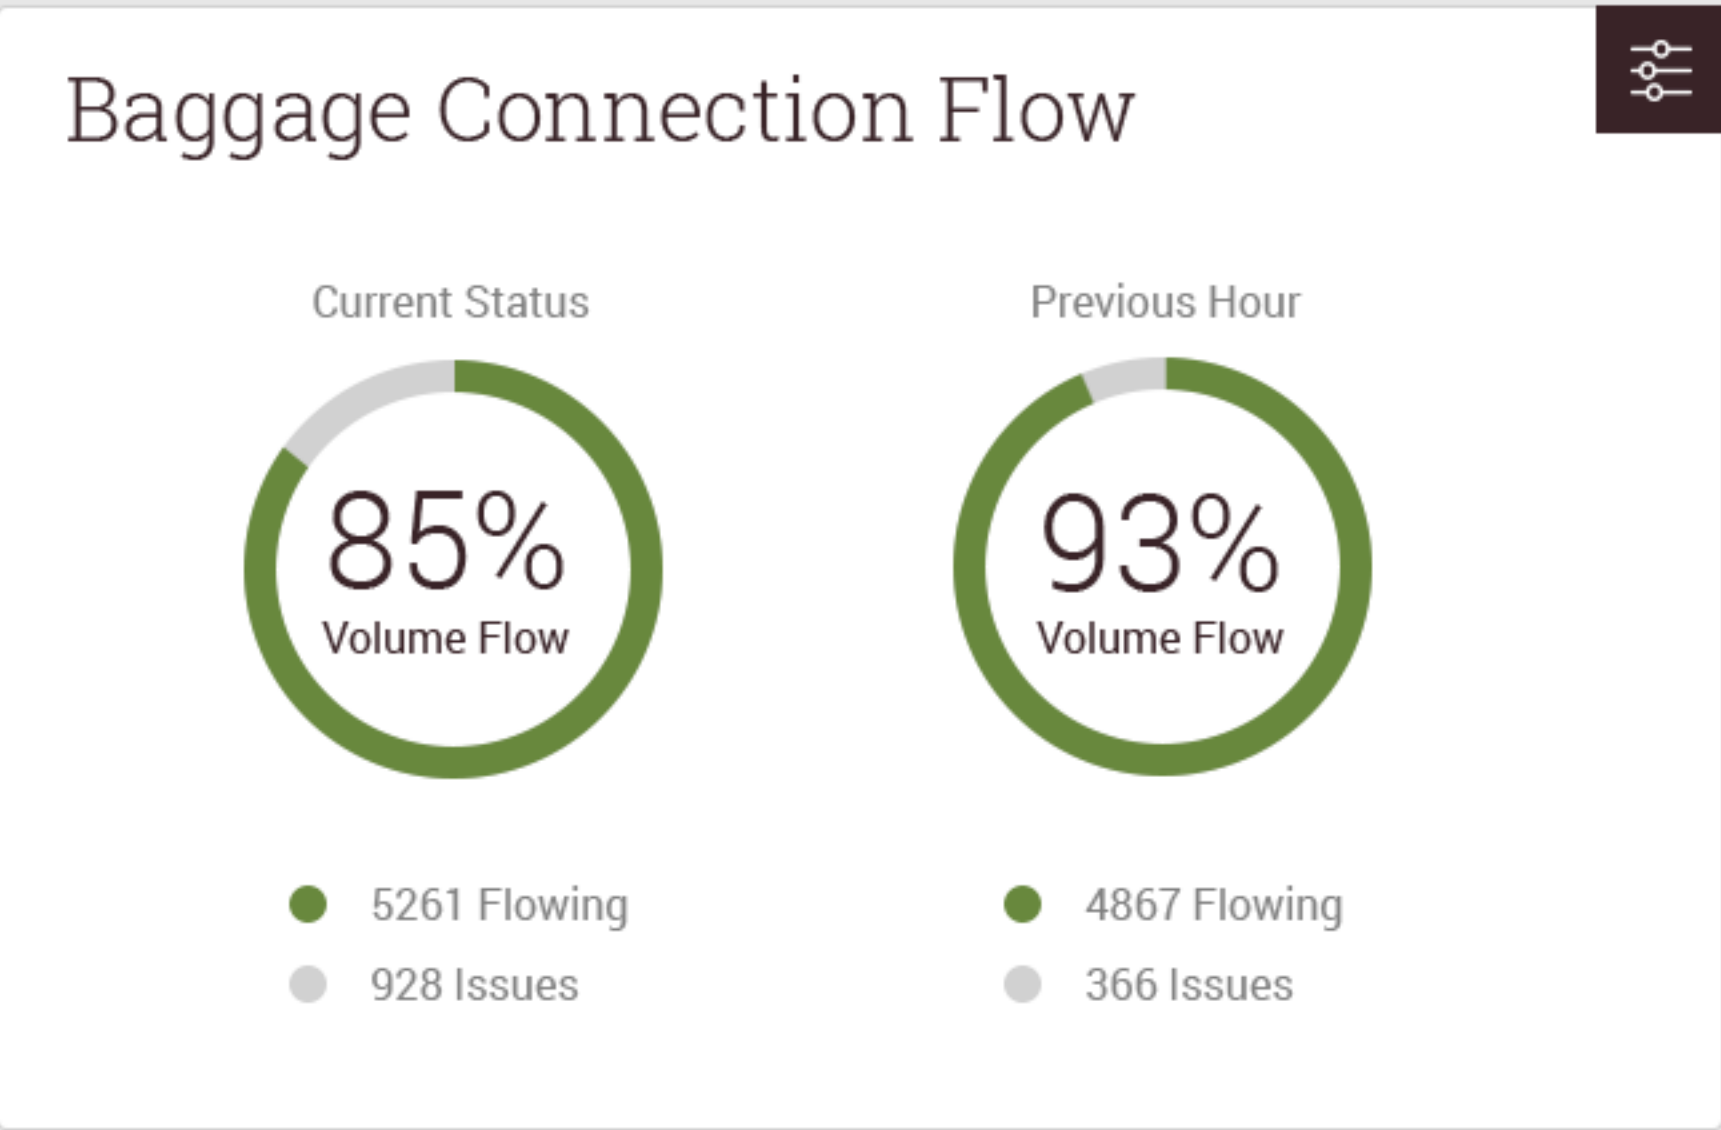 Baggage Connection Flow
Current Status
85%
Volume Flow
5261 Flowing
928 Issues
Previous Hour
93%
Volume Flow
4867 Flowing
366 Issues